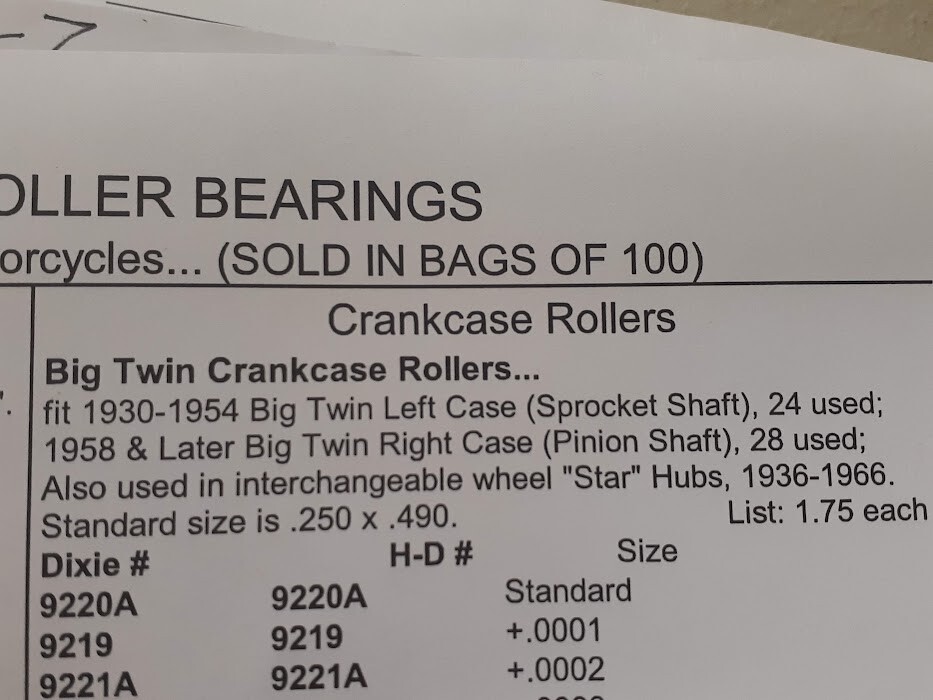 OLLER BEARINGS
orcycles... (SOLD IN BAGS OF 100)
Crankcase Rollers
Big Twin Crankcase Rollers...
fit 1930-1954 Big Twin Left Case (Sprocket Shaft), 24 used;
1958 & Later Big Twin Right Case (Pinion Shaft), 28 used;
Also used in interchangeable wheel "Star" Hubs, 1936-1966.
Standard size is .250 x .490. List: 1.75 each
Dixie # H-D # Size
9220A 9220A Standard
9219 9219 +.0001
9221A 9221A +.0002